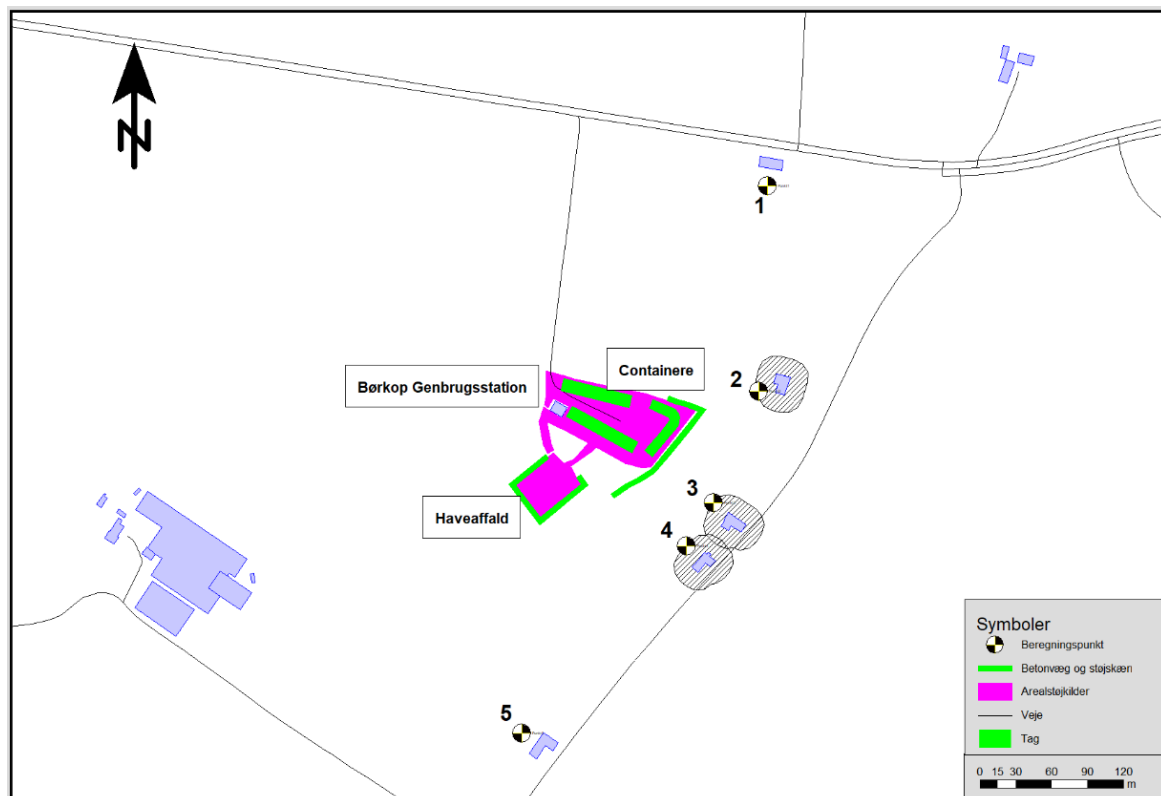 N
1
Containere
Børkop Genbrugsstation
2
3
Haveaffald
4
5
Symboler
Beregningspunkt
Betonvæg og støjskæn
Arealstøjkilder
Veje
Tag
0 15 30 60 90 120
m